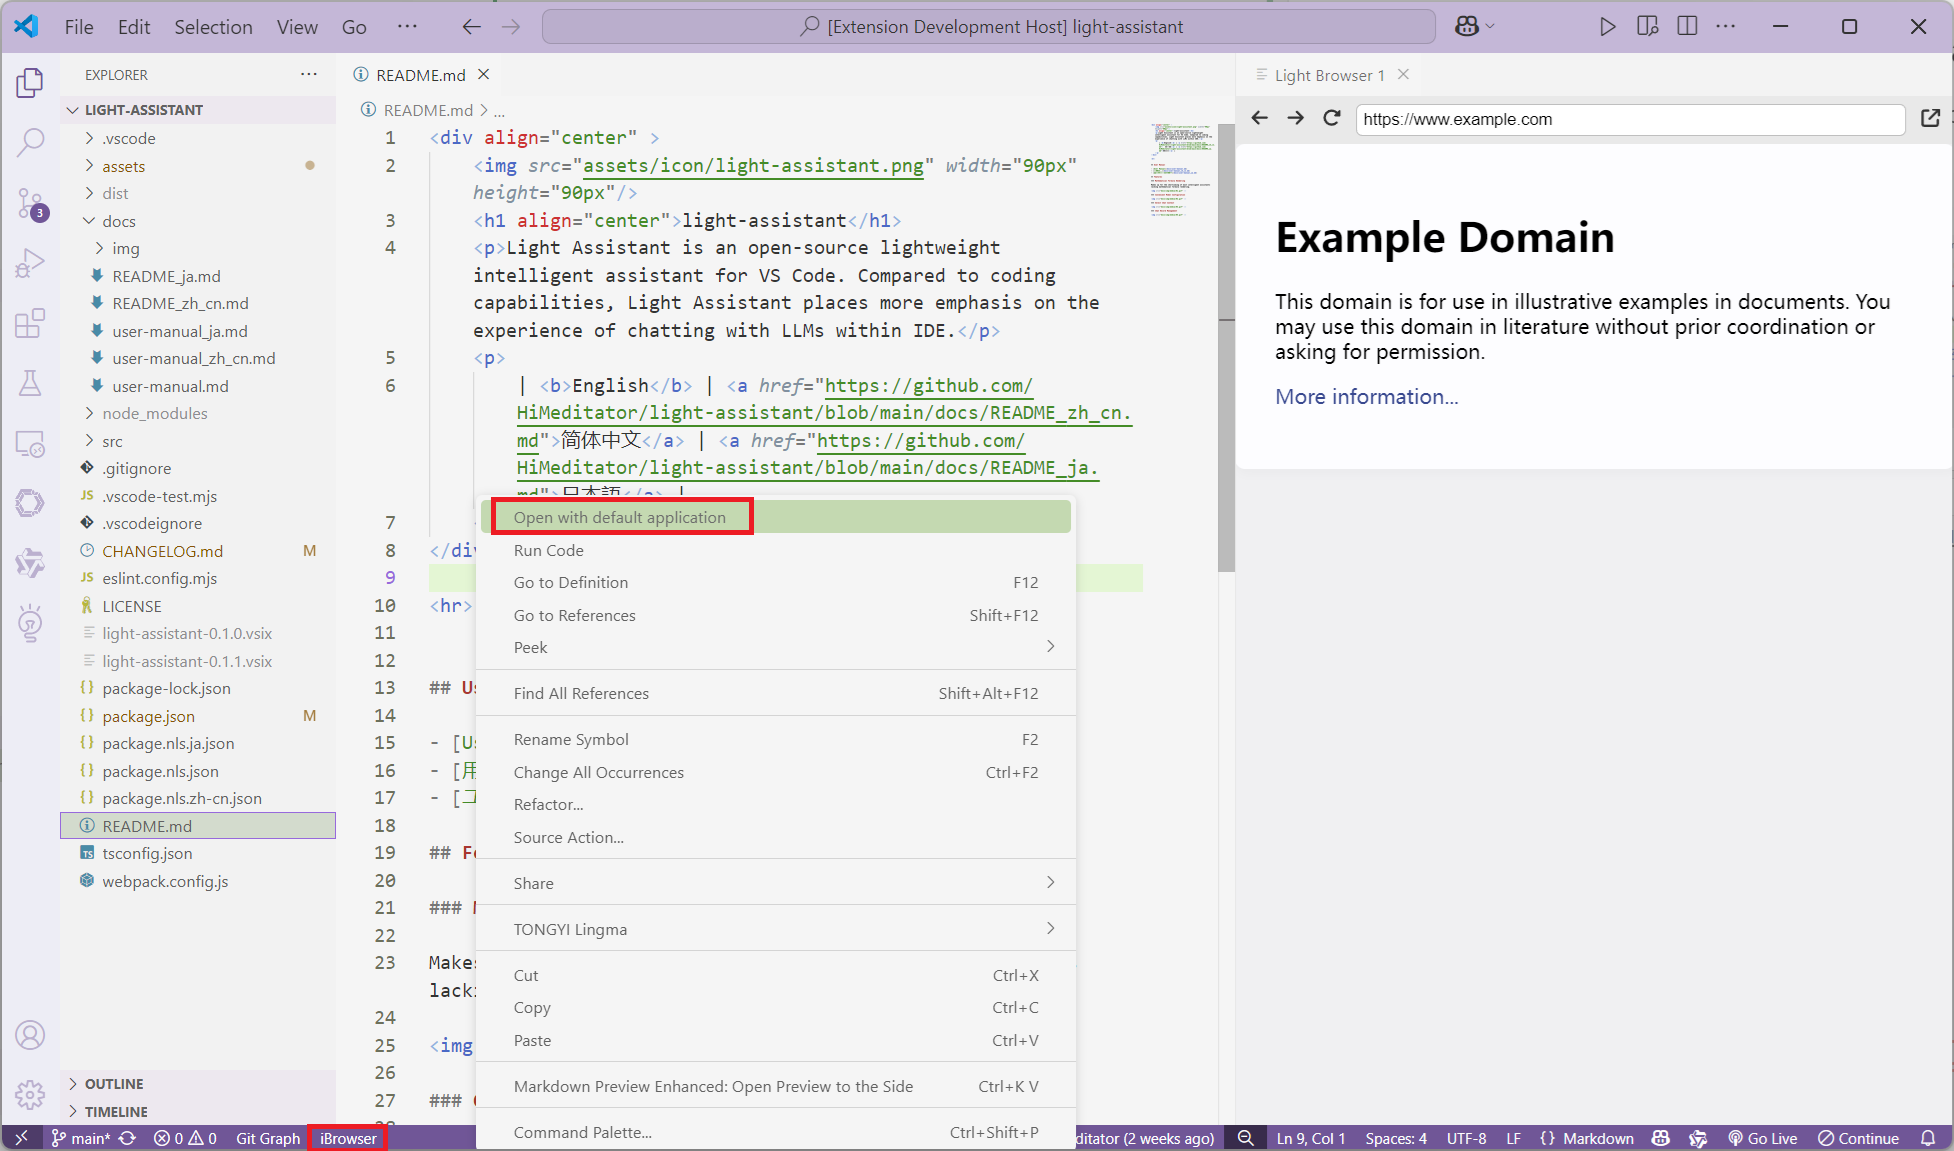 File Edit Selection View Go ··· [Extension Development Host] light-assistant
EXPLORER ···
LIGHT-ASSISTANT
.vscode
assets
dist
docs
img
README_ja.md
README_zh_cn.md
user-manual_ja.md
user-manual_zh_cn.md
user-manual.md
node_modules
src
.gitignore
JS .vscode-test.mjs
.vscodeignore
CHANGELOG.md M
JS eslint.config.mjs
LICENSE
light-assistant-0.1.0.vsix
light-assistant-0.1.1.vsix
{} package-lock.json
{} package.json M
{} package.nls.ja.json
{} package.nls.json
{} package.nls.zh-cn.json
README.md
TS tsconfig.json
webpack.config.js
OUTLINE
TIMELINE
3
README.md
README.md > ...
1 <div align="center" >
2 <img src="assets/icon/light-assistant.png" width="90px"
height="90px"/>
3 <h1 align="center">light-assistant</h1>
4 <p>Light Assistant is an open-source lightweight
intelligent assistant for VS Code. Compared to coding
capabilities, Light Assistant places more emphasis on the
experience of chatting with LLMs within IDE.</p>
5 <p>
6 | <b>English</b> | <a href="https://github.com/
HiMeditator/light-assistant/blob/main/docs/README_zh_cn.
md">简体中文</a> | <a href="https://github.com/
HiMeditator/light-assistant/blob/main/docs/README_ja.
md">日本語</a> |
7
8 </div
9
10 <hr>
11
12
13 ## Us
14
15 - [Us
16 - [用
17 - [ユ
18
19 ## Fe
20
21 ### M
22
23 Makes
lack
24
25 <img
26
27 ###
28
Open with default application
Run Code
Go to Definition F12
Go to References Shift+F12
Peek
Find All References Shift+Alt+F12
Rename Symbol F2
Change All Occurrences Ctrl+F2
Refactor...
Source Action...
Share
TONGYI Lingma
Cut Ctrl+X
Copy Ctrl+C
Paste Ctrl+V
Markdown Preview Enhanced: Open Preview to the Side Ctrl+K V
Command Palette... Ctrl+Shift+P
Light Browser 1
https://www.example.com
Example Domain
This domain is for use in illustrative examples in documents. You
may use this domain in literature without prior coordination or
asking for permission.
More information...
main* 0 0 Git Graph iBrowser ditator (2 weeks ago) Ln 9, Col 1 Spaces: 4 UTF-8 LF {} Markdown Go Live Continue